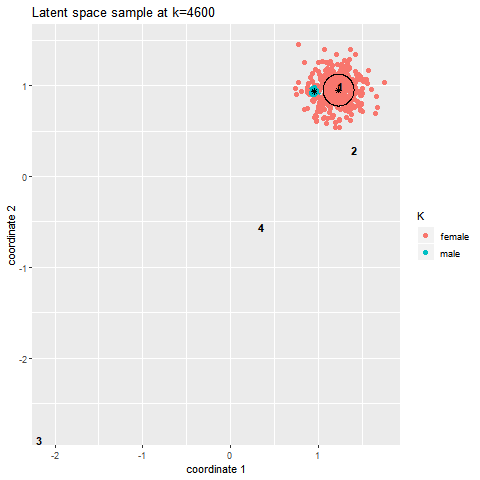 Latent space sample at k=4600
1
1
2
0
4
-1
-2
3
-2
-1
0
1
coordinate 1
coordinate 2
K
female
male